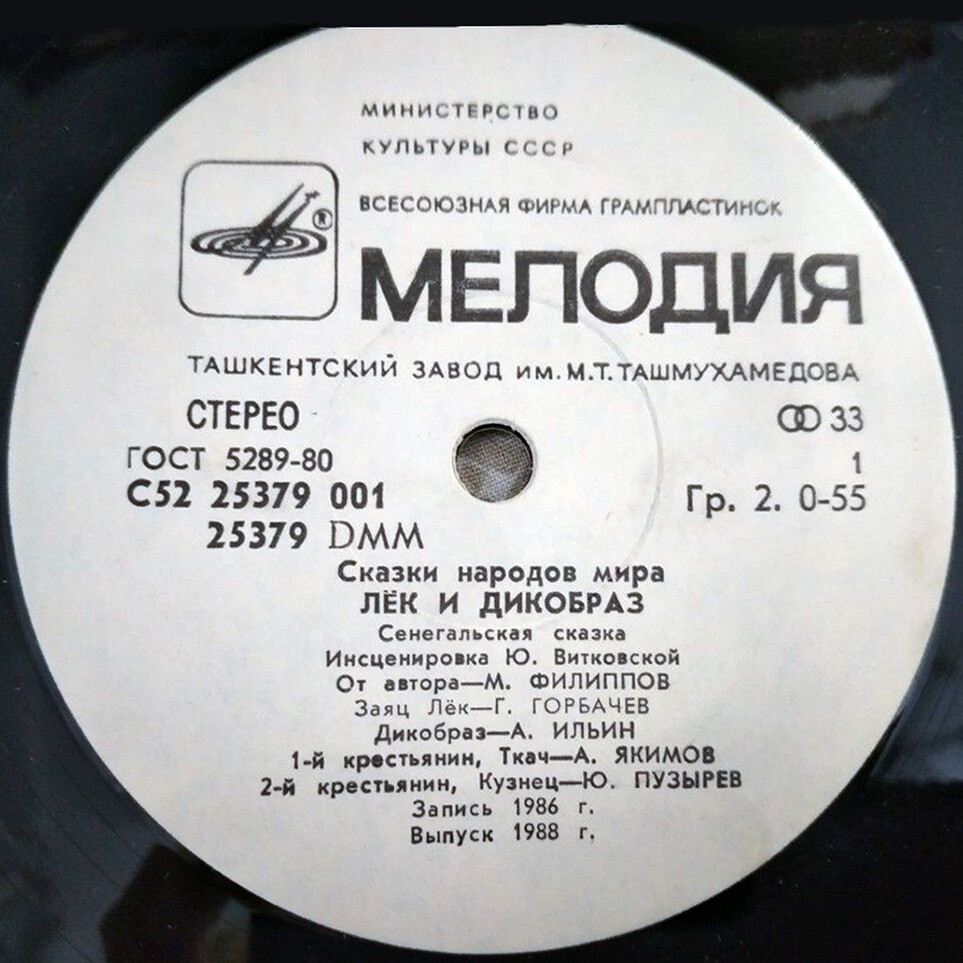 МИНИСТЕРСТВО
КУЛЬТУРЫ СССР
ВСЕСОЮЗНАЯ ФИРМА ГРАМПЛАСТИНОК
®
МЕЛОДИЯ
ТАШКЕНТСКИЙ ЗАВОД ИМ. М.Т. ТАШМУХАМЕДОВА
СТЕРЕО 33
ГОСТ 5289-80 1
С52 25379 001 Гр. 2. 0-55
25379 DMM
Сказки народов мира
ЛЁК И ДИКОБРАЗ
Сенегальская сказка
Инсценировка Ю. Витковской
От автора—М. ФИЛИППОВ
Заяц Лёк—Г. ГОРБАЧЕВ
Дикобраз—А. ИЛЬИН
1-й крестьянин, Ткач—А. ЯКИМОВ
2-й крестьянин, Кузнец—Ю. ПУЗЫРЕВ
Запись 1986 г.
Выпуск 1988 г.